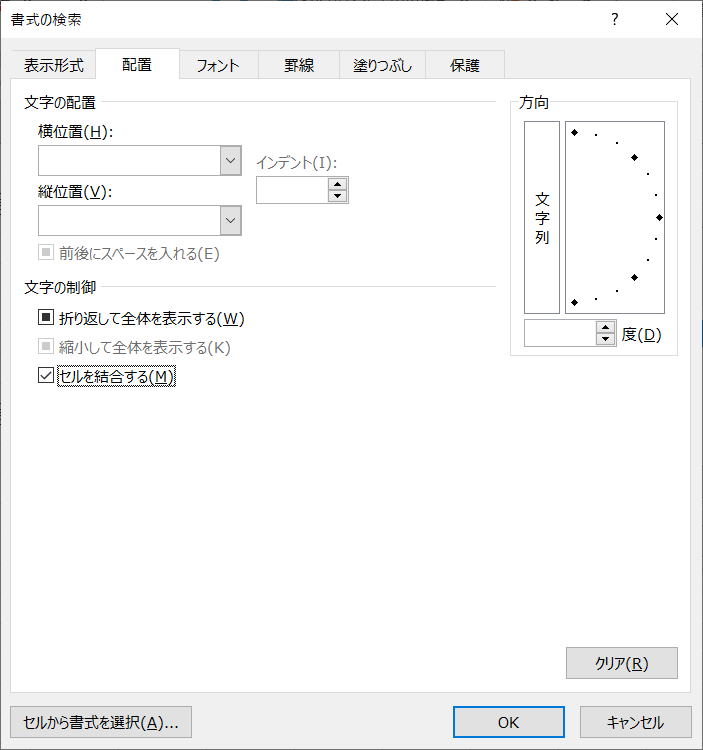 書式の検索
表示形式 配置 フォント 罫線 塗りつぶし 保護
文字の配置
横位置(H):
インデント(I):
縦位置(V):
前後にスペースを入れる(E)
文字の制御
折り返して全体を表示する(W)
縮小して全体を表示する(K)
セルを結合する(M)
方向
文字列
度(D)
クリア(R)
セルから書式を選択(A)...
OK
キャンセル